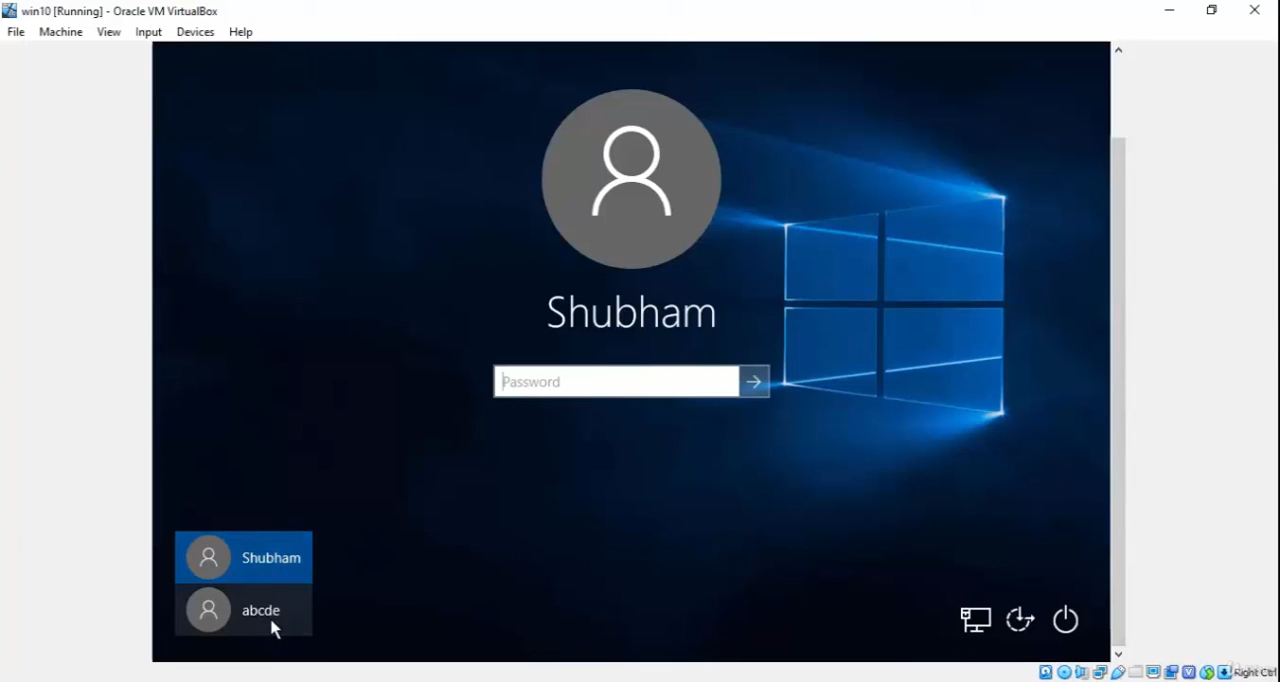 win10 [Running] - Oracle VM VirtualBox
File Machine View Input Devices Help
Shubham
Password
Shubham
abcde
Right Ctrl